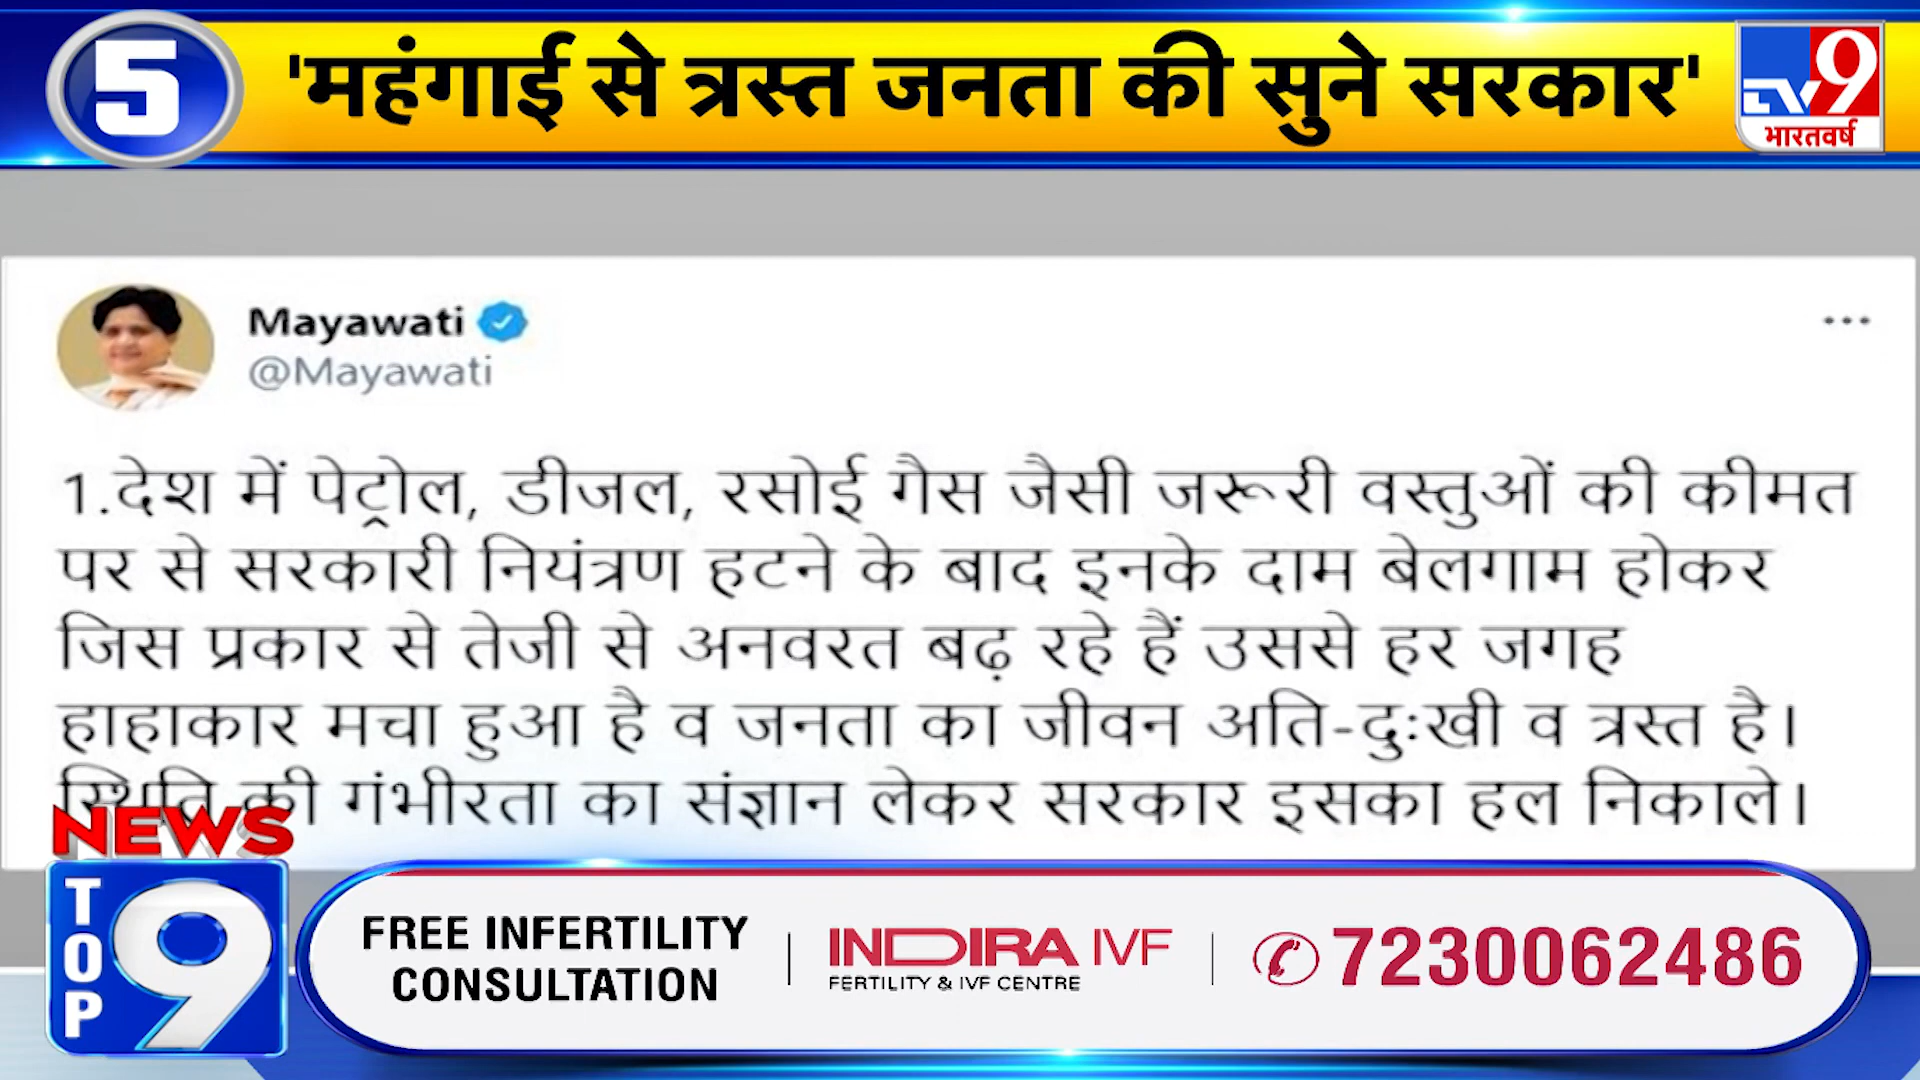 5
'महंगाई से त्रस्त जनता की सुने सरकार'
TV9
भारतवर्ष
Mayawati
@Mayawati
1.देश में पेट्रोल, डीजल, रसोई गैस जैसी जरूरी वस्तुओं की कीमत
पर से सरकारी नियंत्रण हटने के बाद इनके दाम बेलगाम होकर
जिस प्रकार से तेजी से अनवरत बढ़ रहे हैं उससे हर जगह
हाहाकार मचा हुआ है व जनता का जीवन अति-दुःखी व त्रस्त है।
स्थिति की गंभीरता का संज्ञान लेकर सरकार इसका हल निकाले।
NEWS
TOP 9
FREE INFERTILITY
CONSULTATION
INDIRA IVF
FERTILITY & IVF CENTRE
7230062486